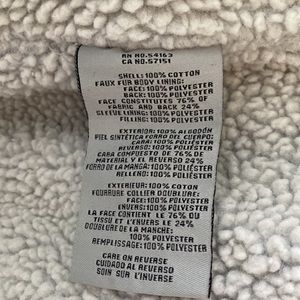 RN NO.54163
CA NO.57151
SHELL: 100% COTTON
FAUX FUR BODY LINING:
FACE: 100% POLYESTER
BACK: 100% POLYESTER
FACE CONSTITUTES 76% OF
FABRIC AND BACK 24%
SLEEVE LINING: 100% POLYESTER
FILLING: 100% POLYESTER
EXTERIOR: 100% ALGODÓN
PIEL SINTÉTICA FORRO DEL CUERPO:
CARA: 100% POLIÉSTER
REVERSO: 100% POLIÉSTER
CARA COMPUESTO DE 76% DEL
MATERIAL Y EL REVERSO 24%
FORRO DE LA MANGA: 100% POLIÉSTER
RELLENO: 100% POLIÉSTER
EXTÉRIEUR: 100% COTON
FOURRURE COLLIER DOUBLURE:
FACE: 100% POLYESTER
ENVERS: 100% POLYESTER
LA FACE CONTIENT LE 76% DU
TISSU ET L'ENVERS LE 24%
DOUBLURE DE LA MANCHE:
100% POLYESTER
REMPLISSAGE: 100% POLYESTER
CARE ON REVERSE
CUIDADO AL REVERSO
SOIN SUR L'INVERSE